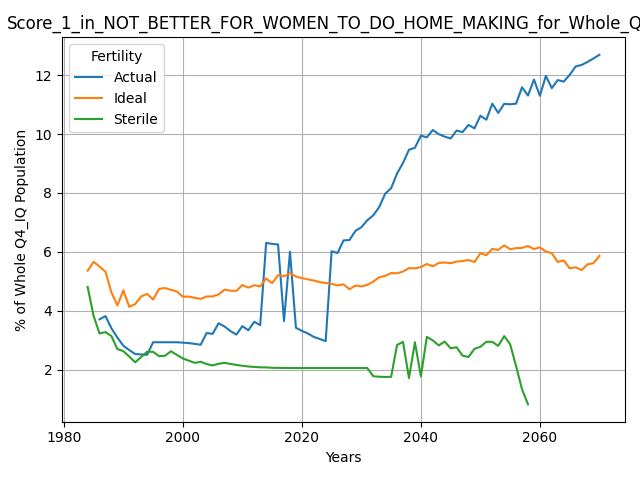 Score_1_in_NOT_BETTER_FOR_WOMEN_TO_DO_HOME_MAKING_for_Whole_Q
Fertility
Actual
Ideal
Sterile
% of Whole Q4_IQ Population
12
10
8
6
4
2
1980 2000 2020 2040 2060
Years